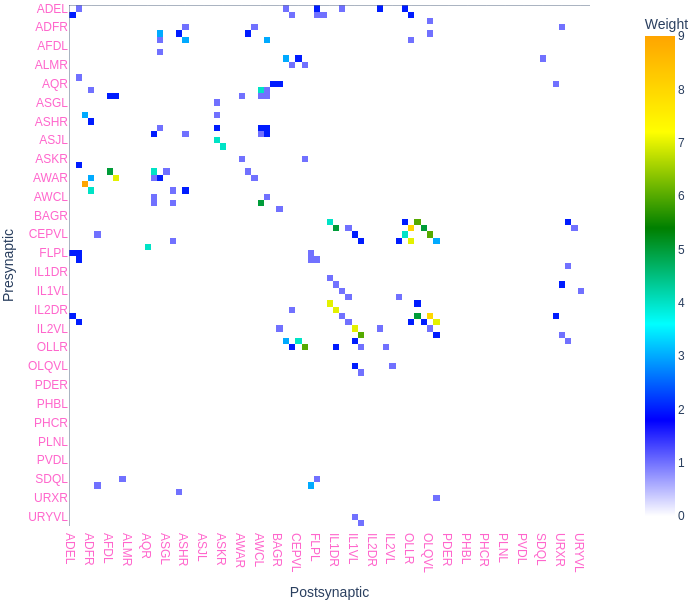 Weight
9
8
7
6
5
4
3
2
1
0
Presynaptic
ADEL
ADFR
AFDL
ALMR
AQR
ASGL
ASHR
ASJL
ASKR
AWAR
AWCL
BAGR
CEPVL
FLPL
IL1DR
IL1VL
IL2DR
IL2VL
OLLR
OLQVL
PDER
PHBL
PHCR
PLNL
PVDL
SDQL
URXR
URYVL
ADEL
ADFR
AFDL
ALMR
AQR
ASGL
ASHR
ASJL
ASKR
AWAR
AWCL
BAGR
CEPVL
FLPL
IL1DR
IL1VL
IL2DR
IL2VL
OLLR
OLQVL
PDER
PHBL
PHCR
PLNL
PVDL
SDQL
URXR
URYVL
Postsynaptic